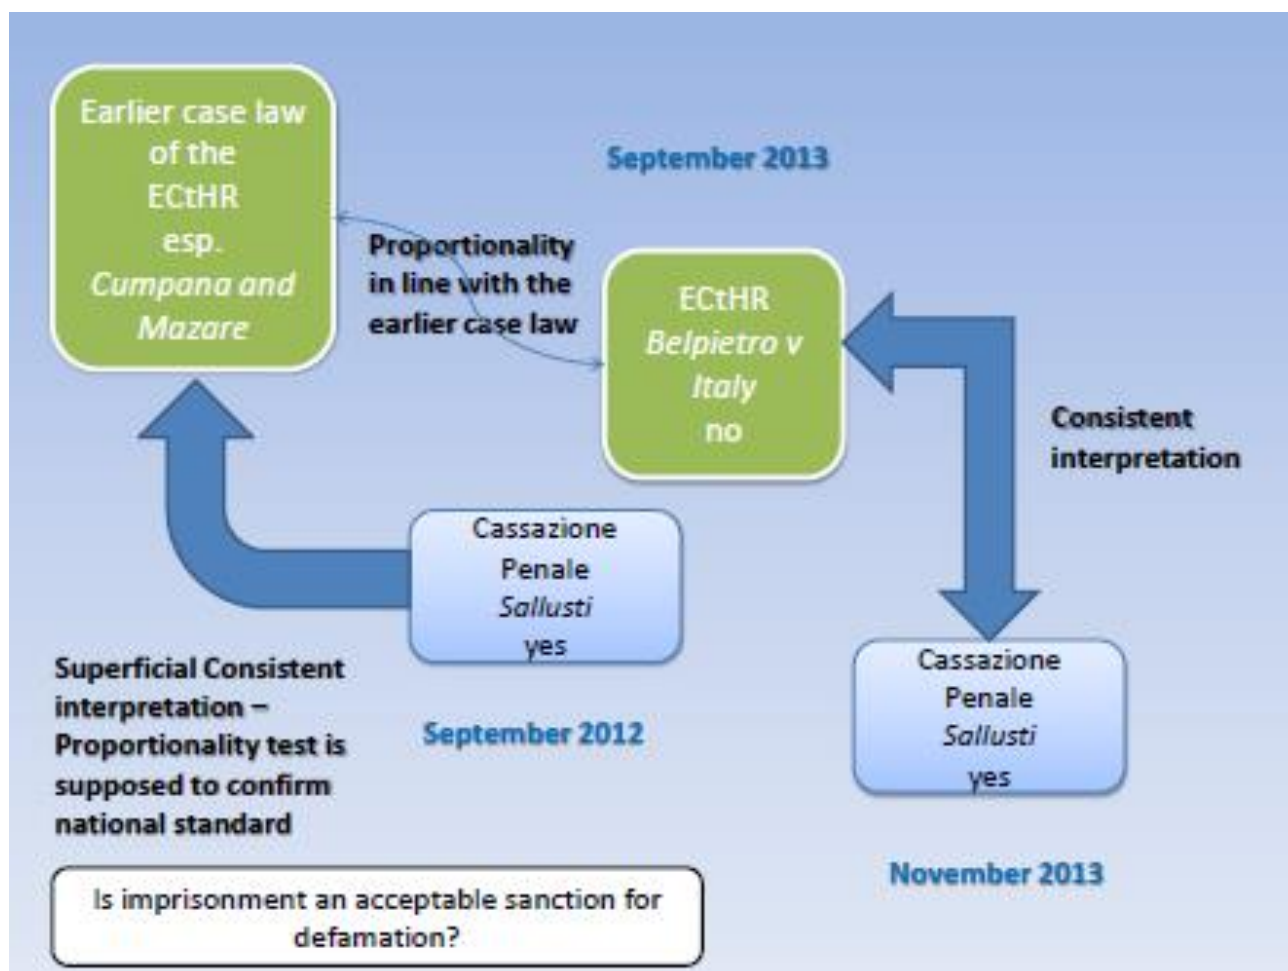 Earlier case law
of the
ECtHR
esp.
Cumpana and
Mazare
September 2013
Proportionality
in line with the
earlier case law
ECtHR
Belpietro v
Italy
no
Consistent
interpretation
Cassazione
Penale
Sallusti
yes
September 2012
Superficial Consistent
interpretation –
Proportionality test is
supposed to confirm
national standard
Cassazione
Penale
Sallusti
yes
November 2013
Is imprisonment an acceptable sanction for
defamation?